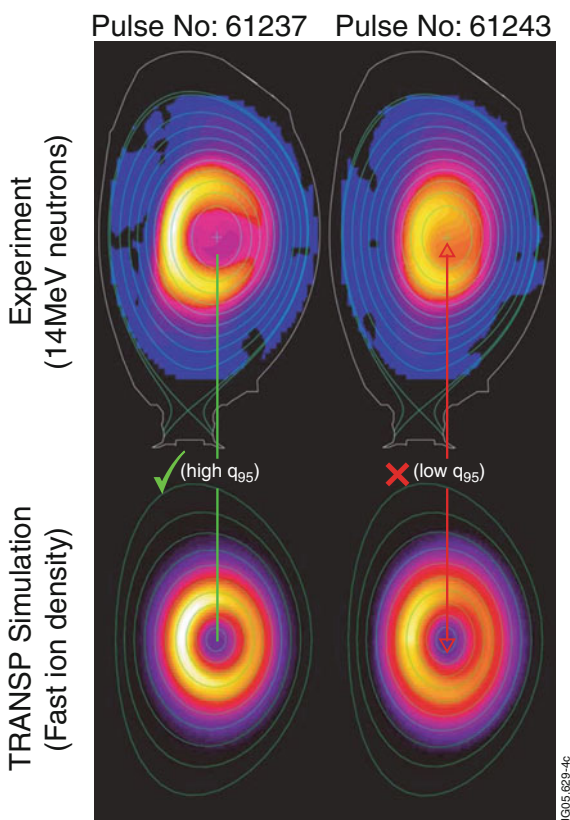 Pulse No: 61237
Pulse No: 61243
Experiment
(14MeV neutrons)
(high q95)
(low q95)
TRANSP Simulation
(Fast ion density)
IG05.629-4c